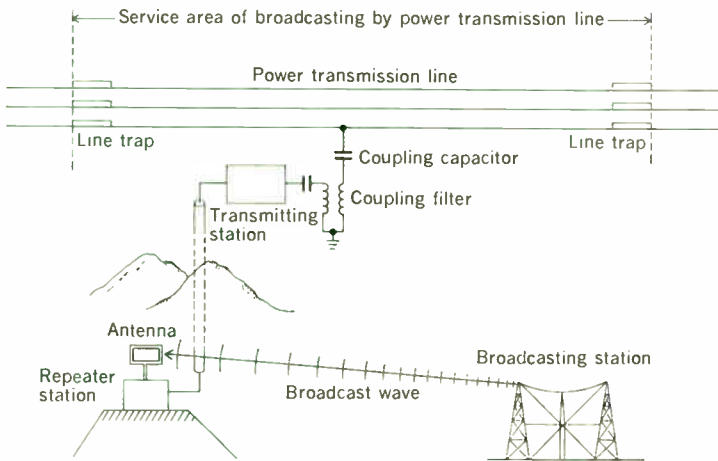 Service area of broadcasting by power transmission line
Power transmission line
Line trap
Line trap
Coupling capacitor
Coupling filter
Transmitting
station
Antenna
Repeater
station
Broadcast wave
Broadcasting station